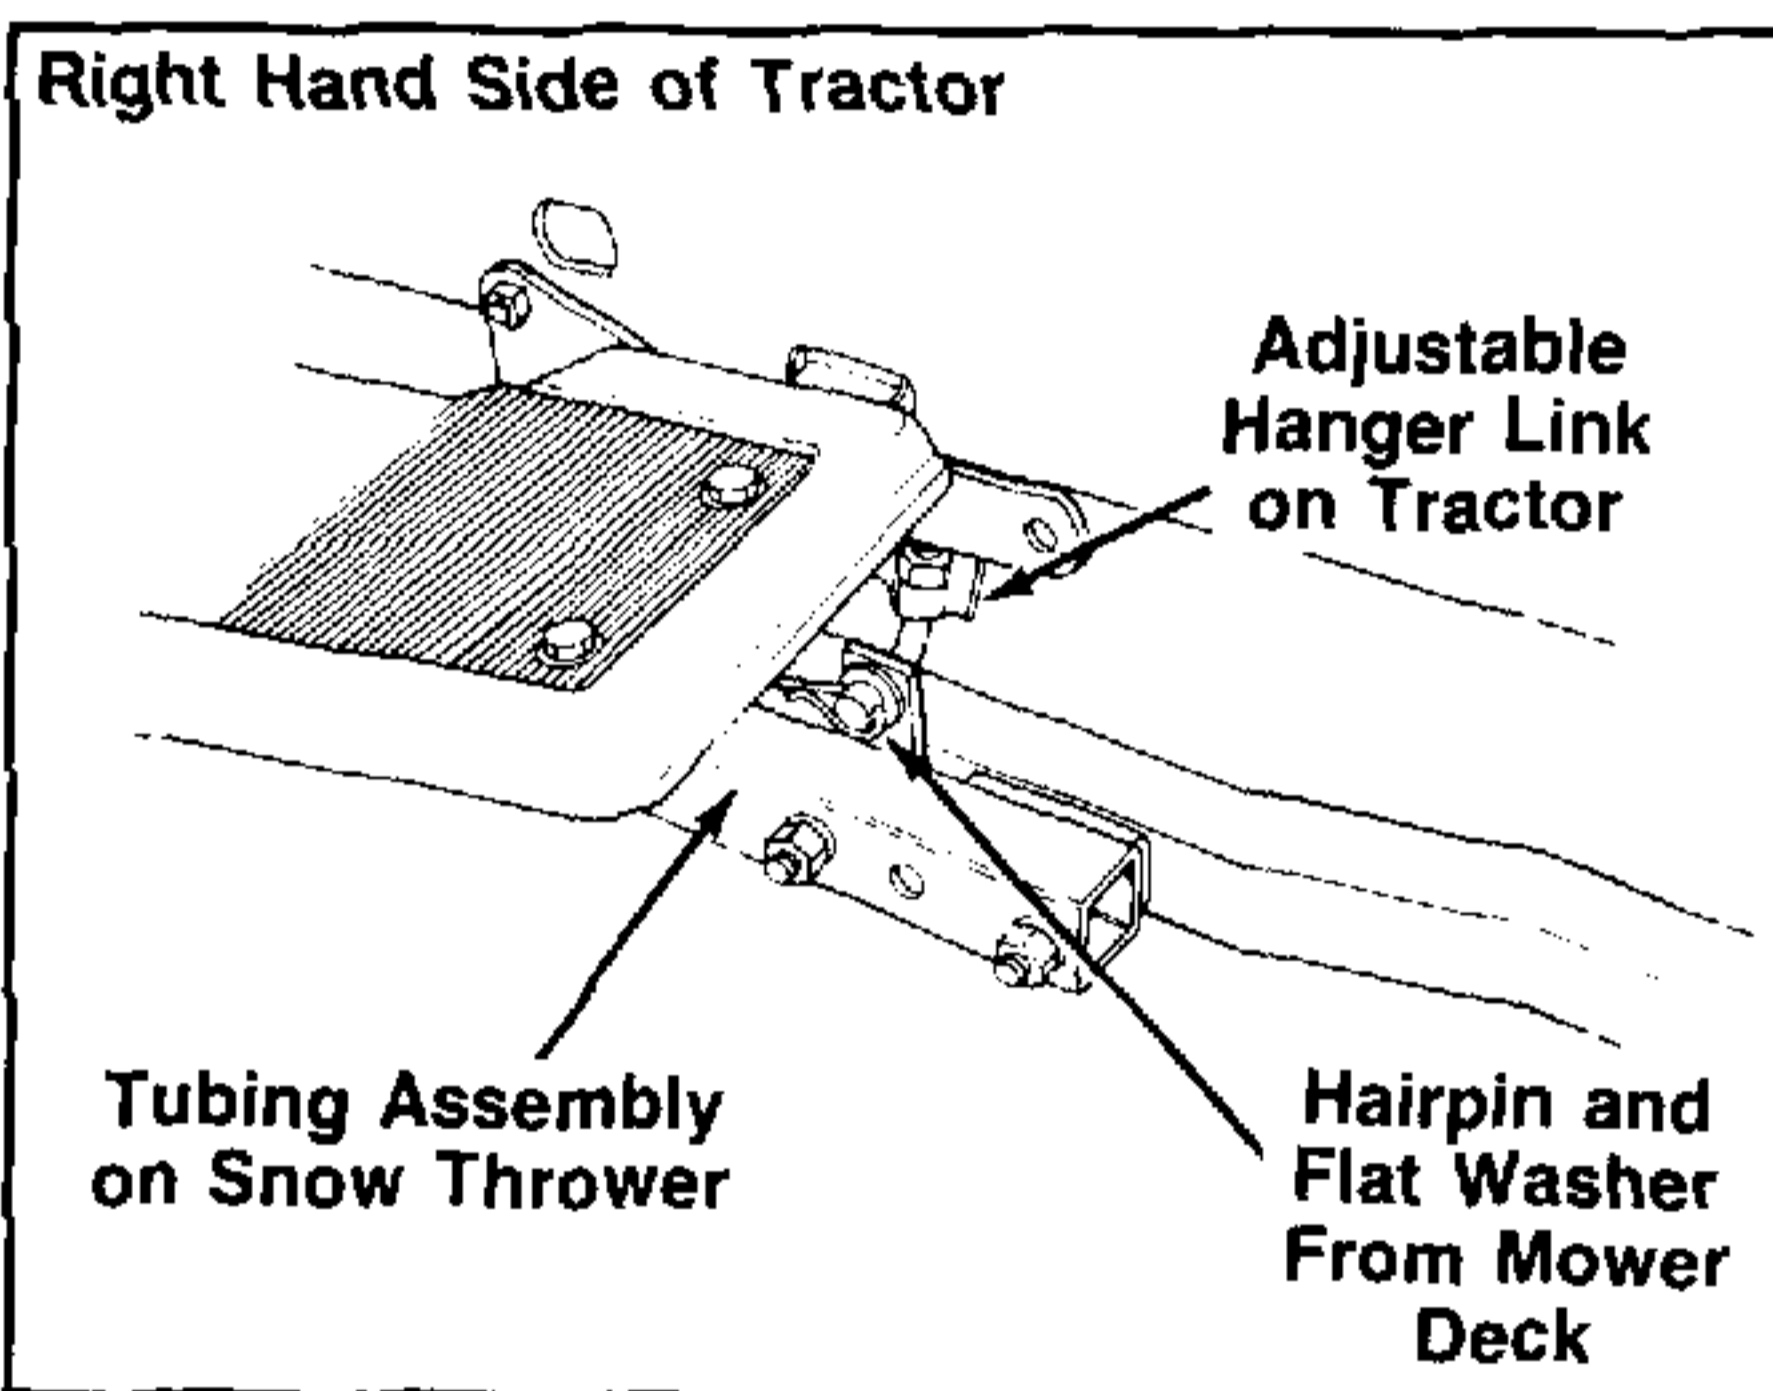 Right Hand Side of Tractor
Adjustable
Hanger Link
on Tractor
Tubing Assembly
on Snow Thrower
Hairpin and
Flat Washer
From Mower
Deck